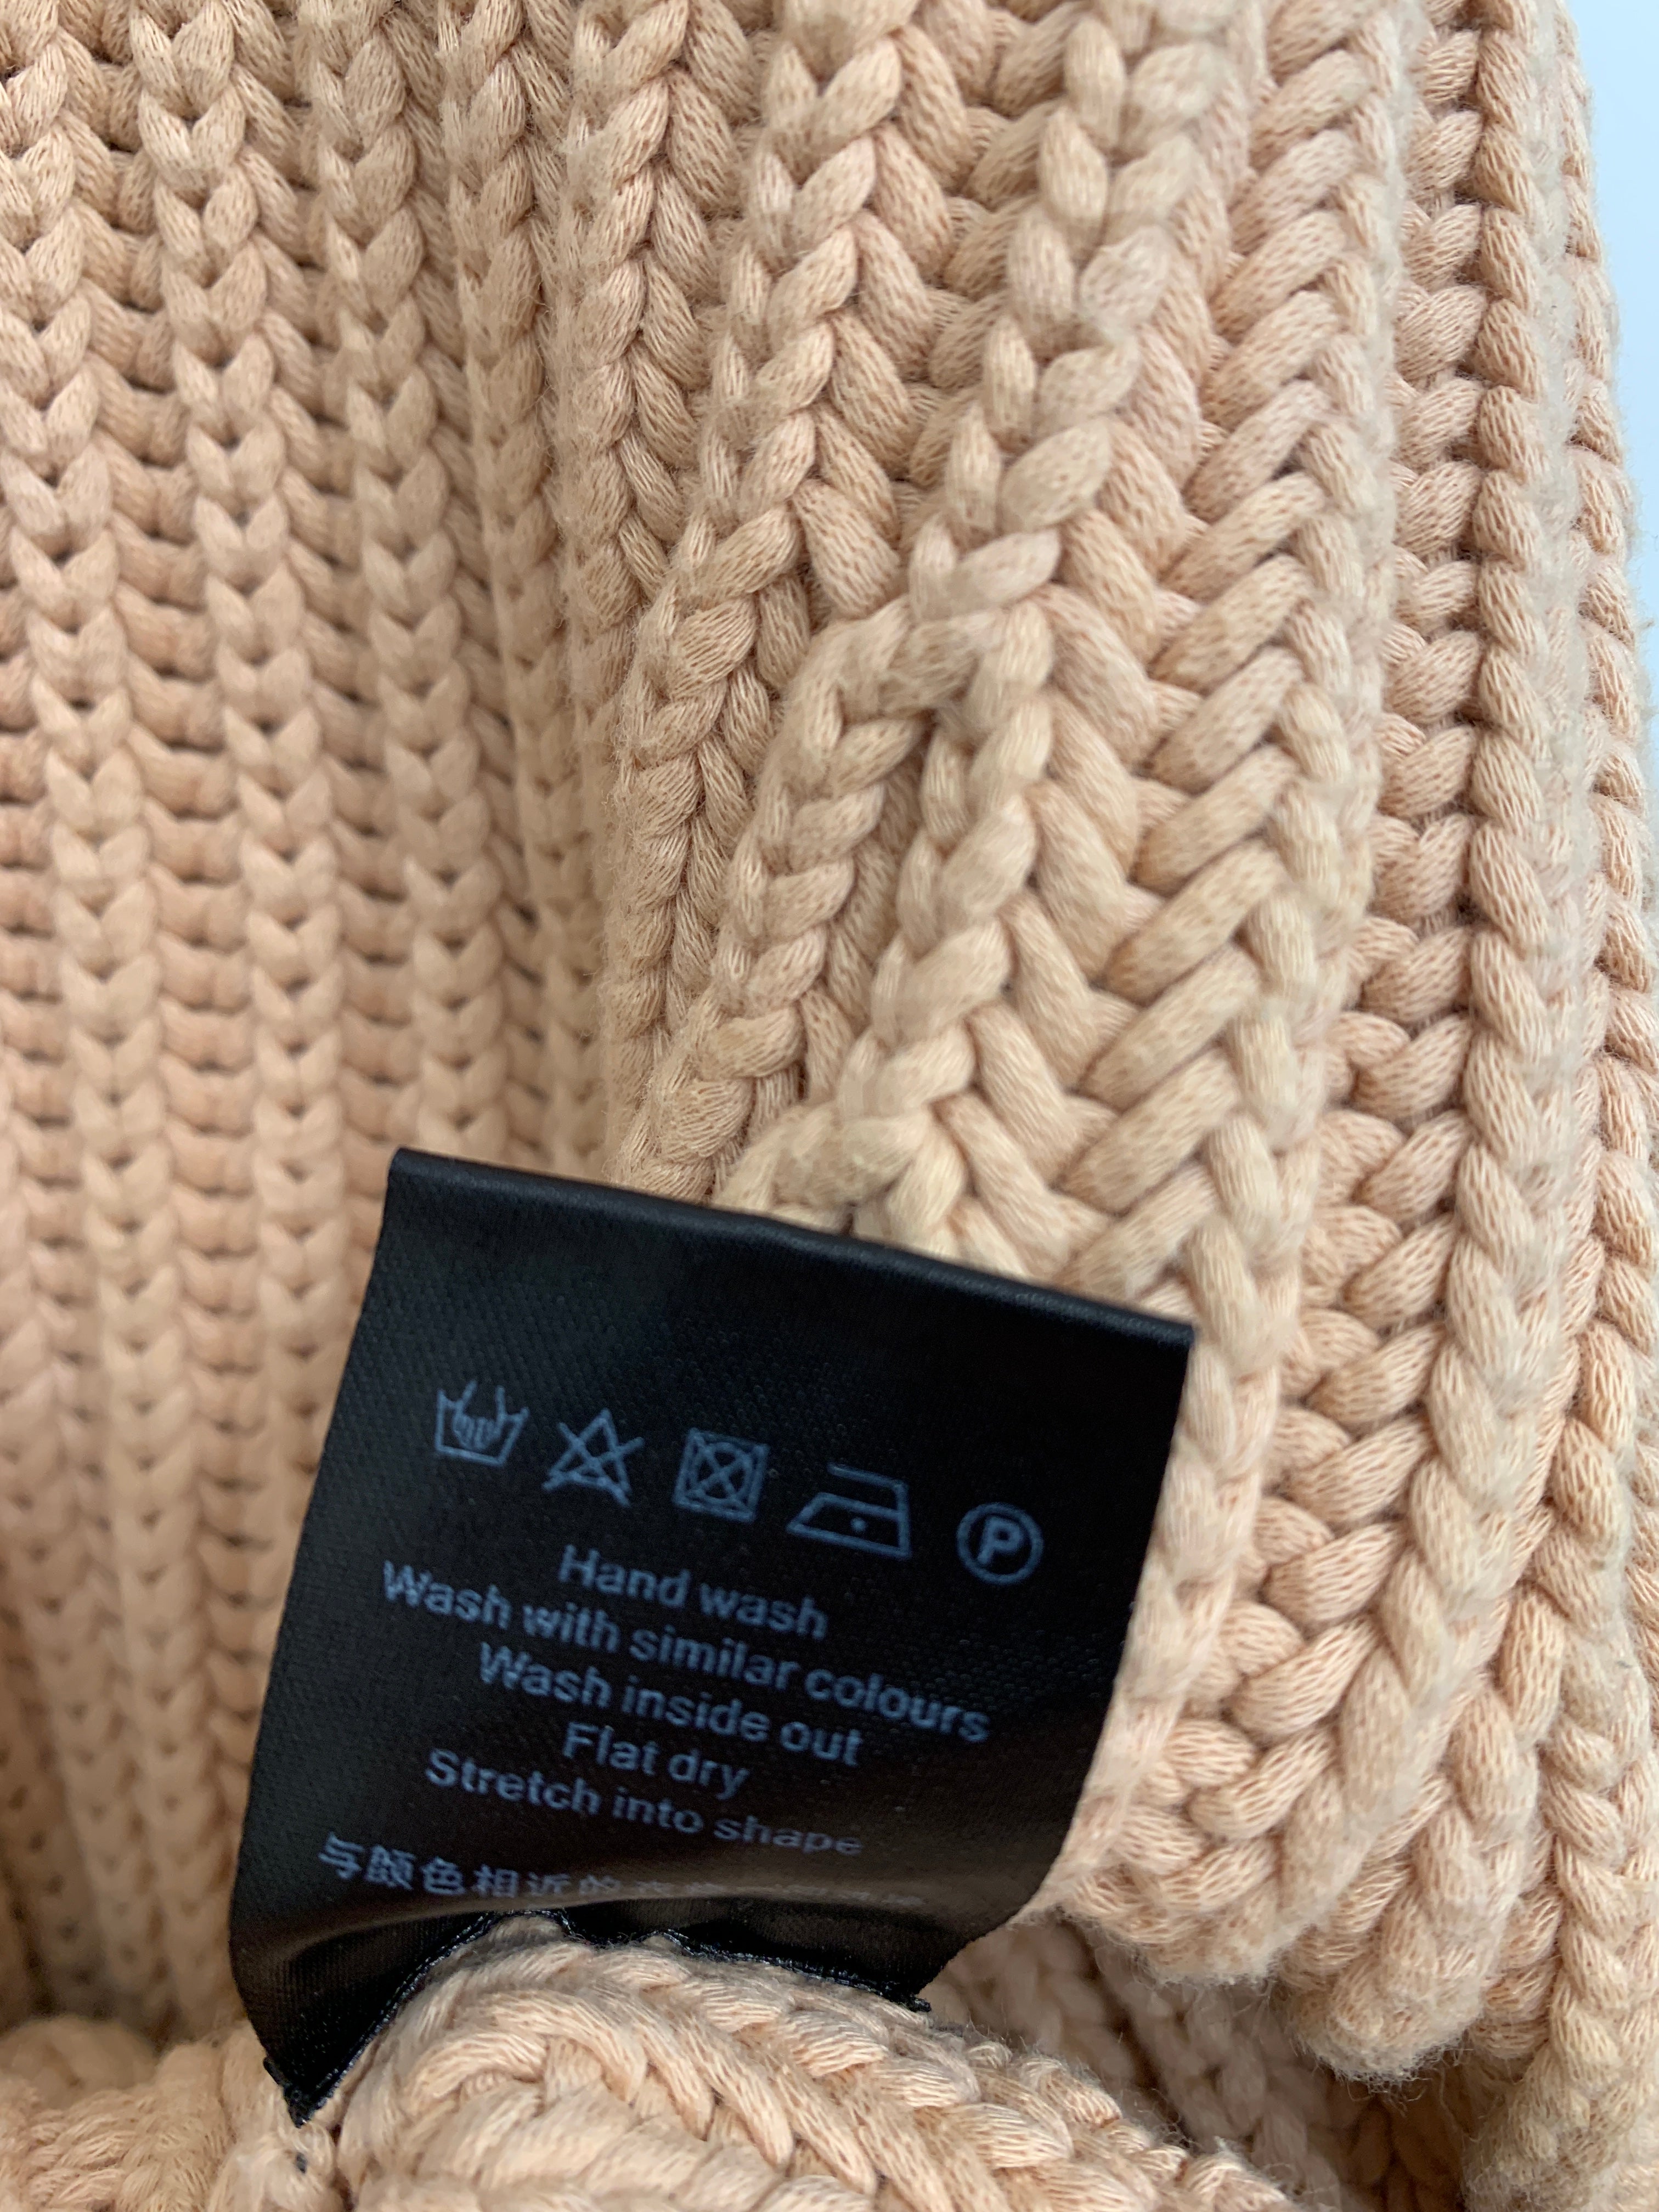 P
Hand wash
Wash with similar colours
Wash inside out
Flat dry
Stretch into shape
与颜色相近的